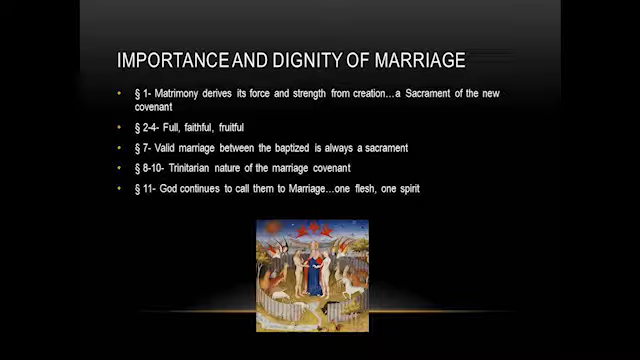 IMPORTANCE AND DIGNITY OF MARRIAGE
• § 1- Matrimony derives its force and strength from creation…a Sacrament of the new
covenant
• § 2-4- Full, faithful, fruitful
• § 7- Valid marriage between the baptized is always a sacrament
• § 8-10- Trinitarian nature of the marriage covenant
• § 11- God continues to call them to Marriage…one flesh, one spirit